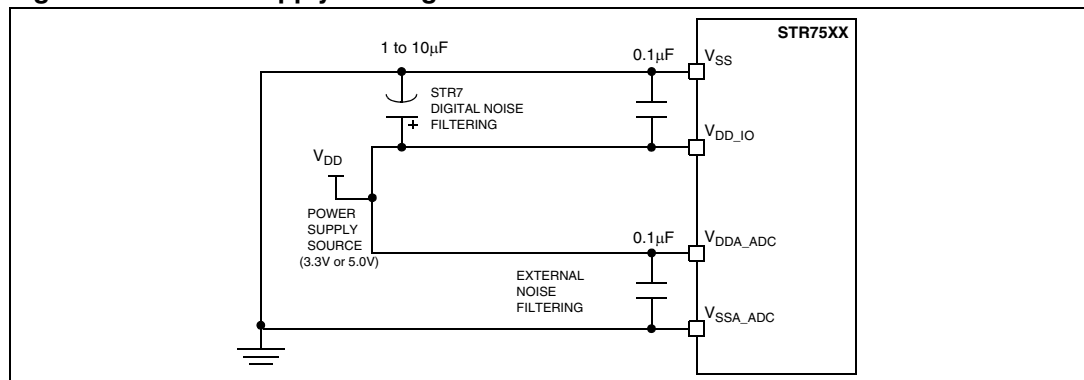 STR75XX
1 to 10μF
0.1μF
VSS
STR7
DIGITAL NOISE
FILTERING
+
VDD_IO
VDD
POWER
SUPPLY
SOURCE
(3.3V or 5.0V)
0.1μF
VDDA_ADC
EXTERNAL
NOISE
FILTERING
VSSA_ADC